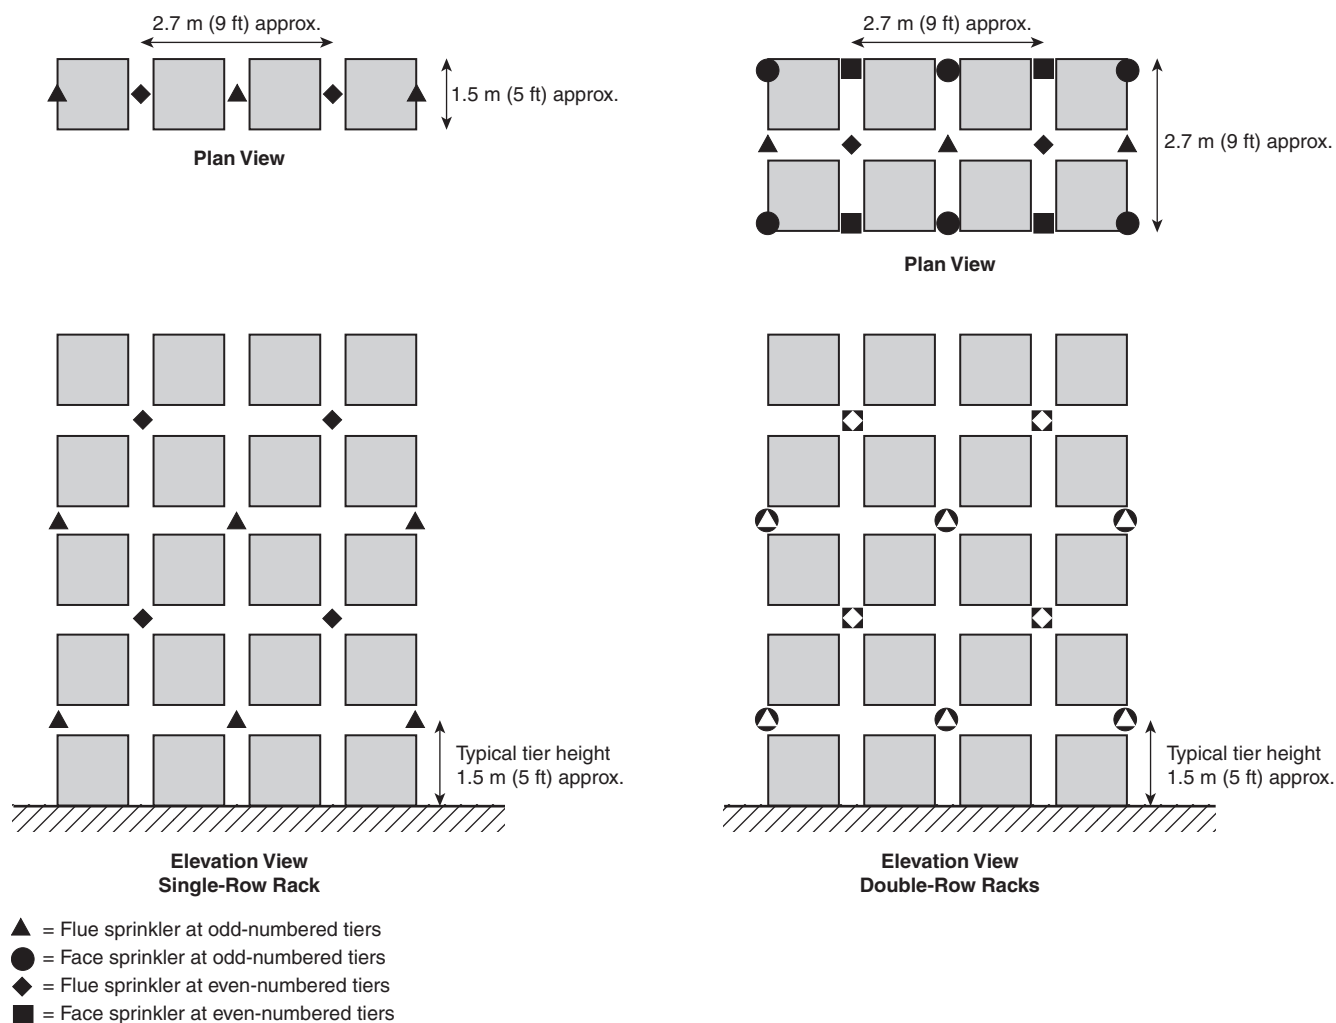 2.7 m (9 ft) approx.
1.5 m (5 ft) approx.
Plan View
2.7 m (9 ft) approx.
2.7 m (9 ft) approx.
Plan View
Typical tier height
1.5 m (5 ft) approx.
Elevation View
Single-Row Rack
Typical tier height
1.5 m (5 ft) approx.
Elevation View
Double-Row Racks
= Flue sprinkler at odd-numbered tiers
= Face sprinkler at odd-numbered tiers
= Flue sprinkler at even-numbered tiers
= Face sprinkler at even-numbered tiers